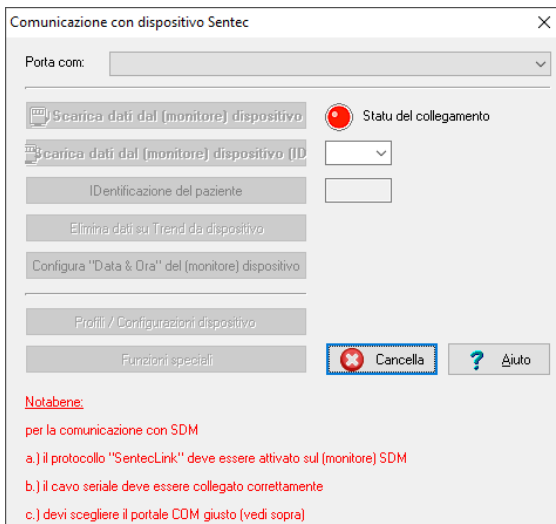 Comunicazione con dispositivo Sentec
Porta com:
Scarica dati dal (monitore) dispositivo
Statu del collegamento
Scarica dati dal (monitore) dispositivo (ID
IDentificazione del paziente
Elimina dati su Trend da dispositivo
Configura "Data & Ora" del (monitore) dispositivo
Profili / Configurazioni dispositivo
Funzioni speciali
Cancella
Aiuto
Notabene:
per la comunicazione con SDM
a.) il protocollo "SentecLink" deve essere attivato sul (monitore) SDM
b.) il cavo seriale deve essere collegato correttamente
c.) devi scegliere il portale COM giusto (vedi sopra)